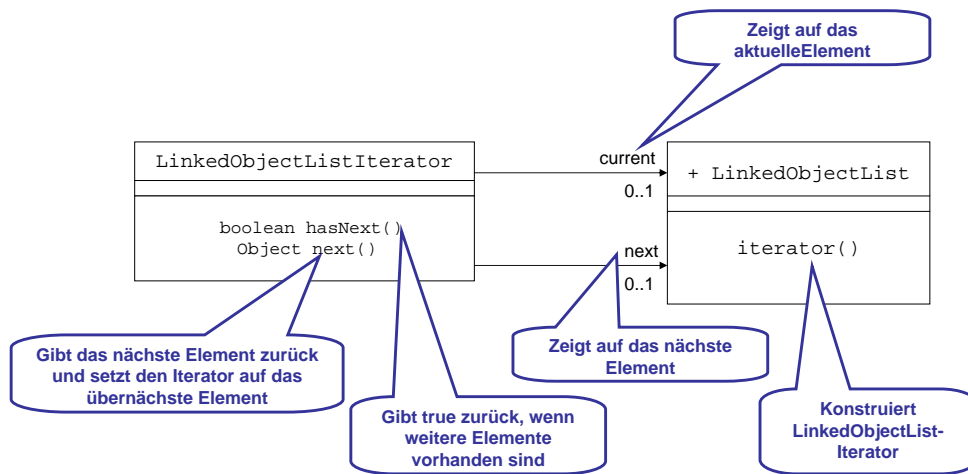 Zeigt auf das
aktuelleElement
LinkedObjectListIterator
current
0..1
+ LinkedObjectList
boolean hasNext()
Object next()
next
0..1
iterator()
Gibt das nächste Element zurück
und setzt den Iterator auf das
übernächste Element
Zeigt auf das nächste
Element
Gibt true zurück, wenn
weitere Elemente
vorhanden sind
Konstruiert
LinkedObjectList-
Iterator